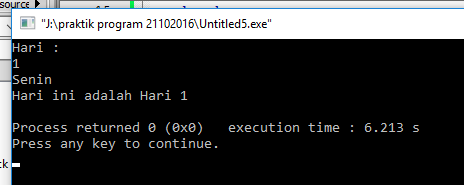 esource)
"J:\praktik program 21102016\Untitled5.exe"
Hari :
1
Senin
Hari ini adalah Hari 1
Process returned 0 (0x0)   execution time : 6.213 s
Press any key to continue.